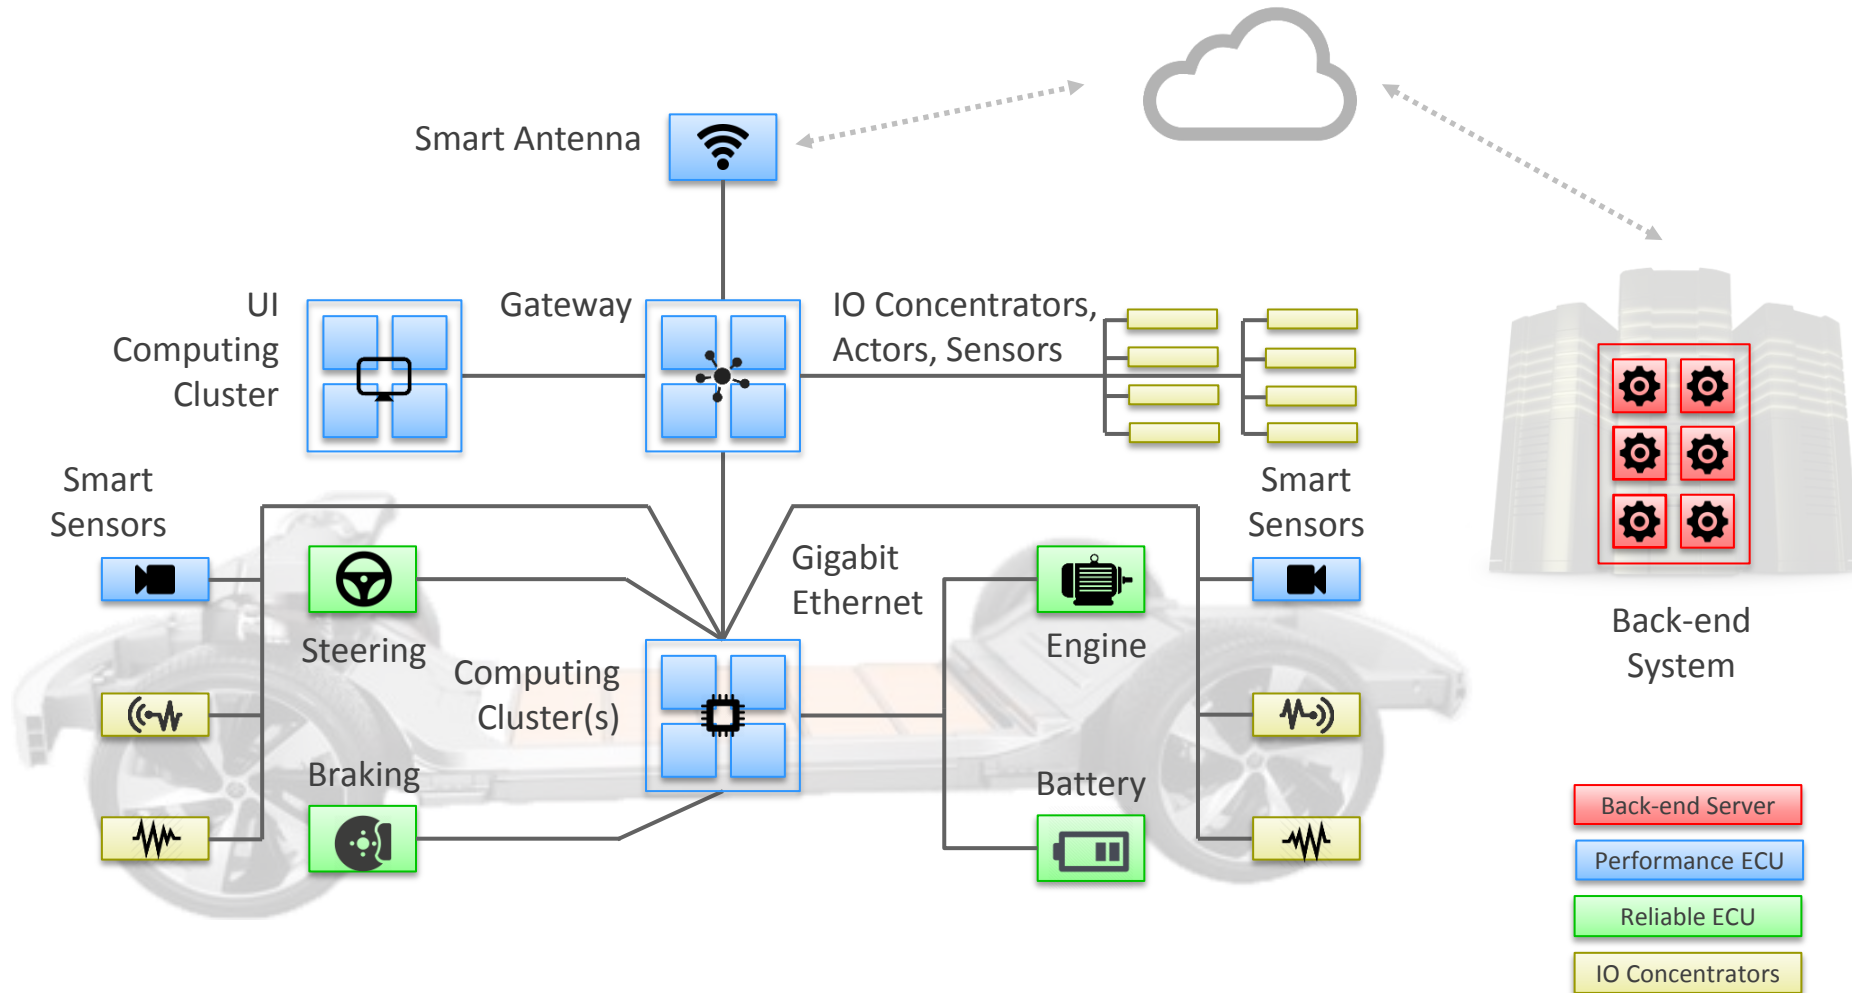 Smart Antenna
UI
Computing
Cluster
Gateway
IO Concentrators,
Actors, Sensors
Smart
Sensors
Smart
Sensors
Gigabit
Ethernet
Steering
Engine
Computing
Cluster(s)
Braking
Battery
Back-end
System
Back-end Server
Performance ECU
Reliable ECU
IO Concentrators